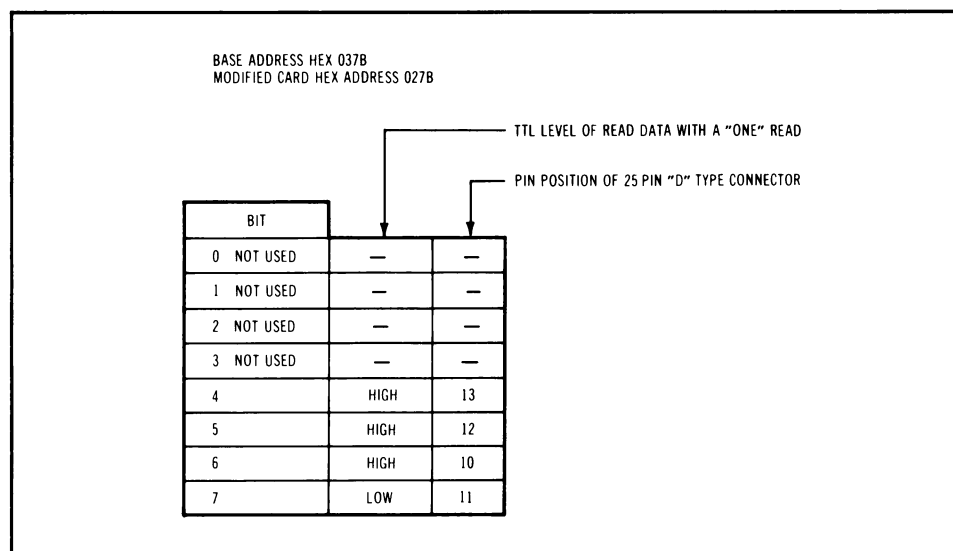 BASE ADDRESS HEX 037B
MODIFIED CARD HEX ADDRESS 027B
TTL LEVEL OF READ DATA WITH A "ONE" READ
PIN POSITION OF 25 PIN "D" TYPE CONNECTOR
BIT
0 NOT USED — —
1 NOT USED — —
2 NOT USED — —
3 NOT USED — —
4 HIGH 13
5 HIGH 12
6 HIGH 10
7 LOW 11